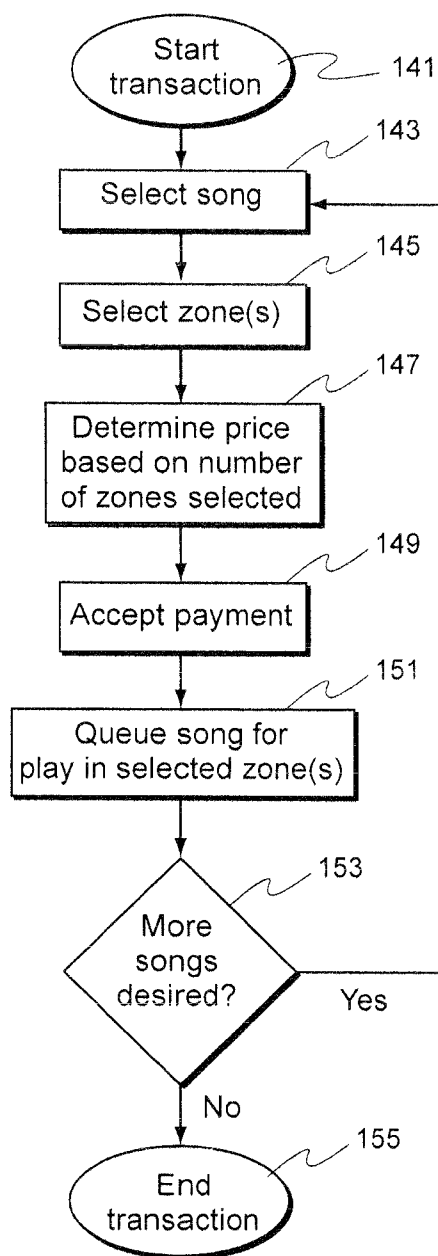 Start
transaction
141
143
Select song
145
Select zone(s)
147
Determine price
based on number
of zones selected
149
Accept payment
151
Queue song for
play in selected zone(s)
153
More
songs
desired?
Yes
No
155
End
transaction